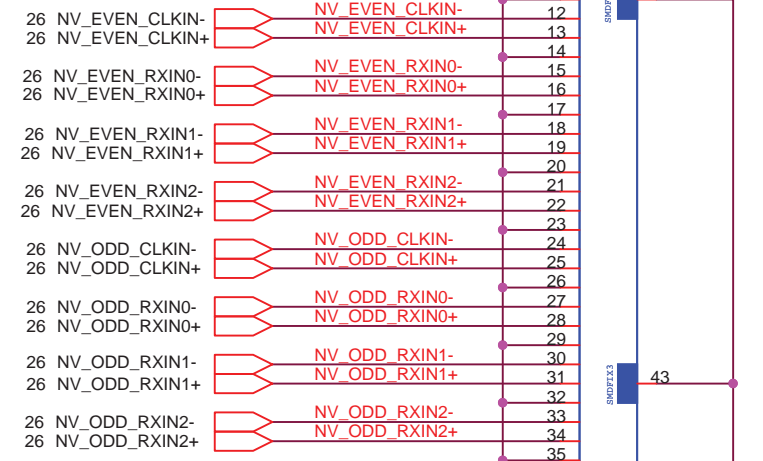 26 NV_EVEN_CLKIN- NV_EVEN_CLKIN- 12
26 NV_EVEN_CLKIN+ NV_EVEN_CLKIN+ 13
14
26 NV_EVEN_RXIN0- NV_EVEN_RXIN0- 15
26 NV_EVEN_RXIN0+ NV_EVEN_RXIN0+ 16
17
26 NV_EVEN_RXIN1- NV_EVEN_RXIN1- 18
26 NV_EVEN_RXIN1+ NV_EVEN_RXIN1+ 19
20
26 NV_EVEN_RXIN2- NV_EVEN_RXIN2- 21
26 NV_EVEN_RXIN2+ NV_EVEN_RXIN2+ 22
23
26 NV_ODD_CLKIN- NV_ODD_CLKIN- 24
26 NV_ODD_CLKIN+ NV_ODD_CLKIN+ 25
26
26 NV_ODD_RXIN0- NV_ODD_RXIN0- 27
26 NV_ODD_RXIN0+ NV_ODD_RXIN0+ 28
29
26 NV_ODD_RXIN1- NV_ODD_RXIN1- 30
26 NV_ODD_RXIN1+ NV_ODD_RXIN1+ 31
32
26 NV_ODD_RXIN2- NV_ODD_RXIN2- 33
26 NV_ODD_RXIN2+ NV_ODD_RXIN2+ 34
35
SMDFIX3
43